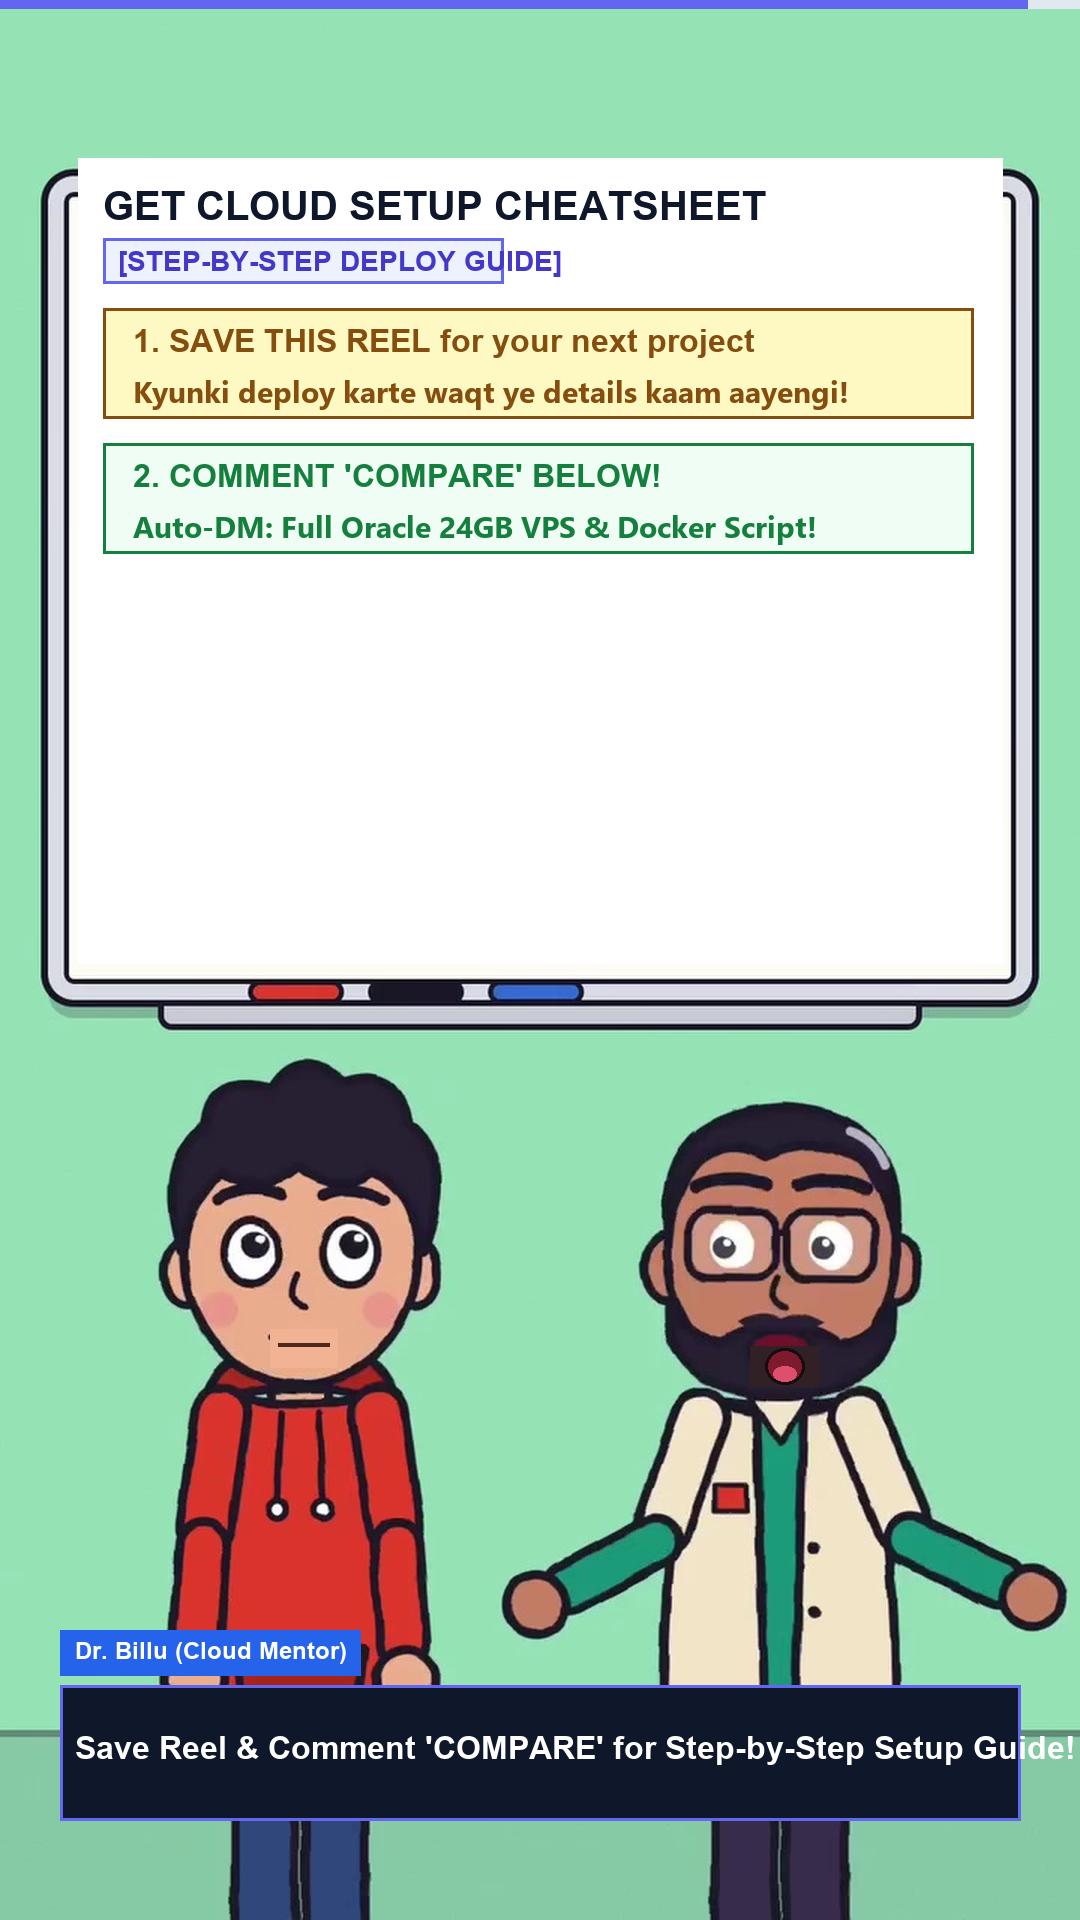 GET CLOUD SETUP CHEATSHEET
[STEP-BY-STEP DEPLOY GUIDE]
1. SAVE THIS REEL for your next project
Kyunki deploy karte waqt ye details kaam aayengi!
2. COMMENT 'COMPARE' BELOW!
Auto-DM: Full Oracle 24GB VPS & Docker Script!
Dr. Billu (Cloud Mentor)
Save Reel & Comment 'COMPARE' for Step-by-Step Setup Guide!